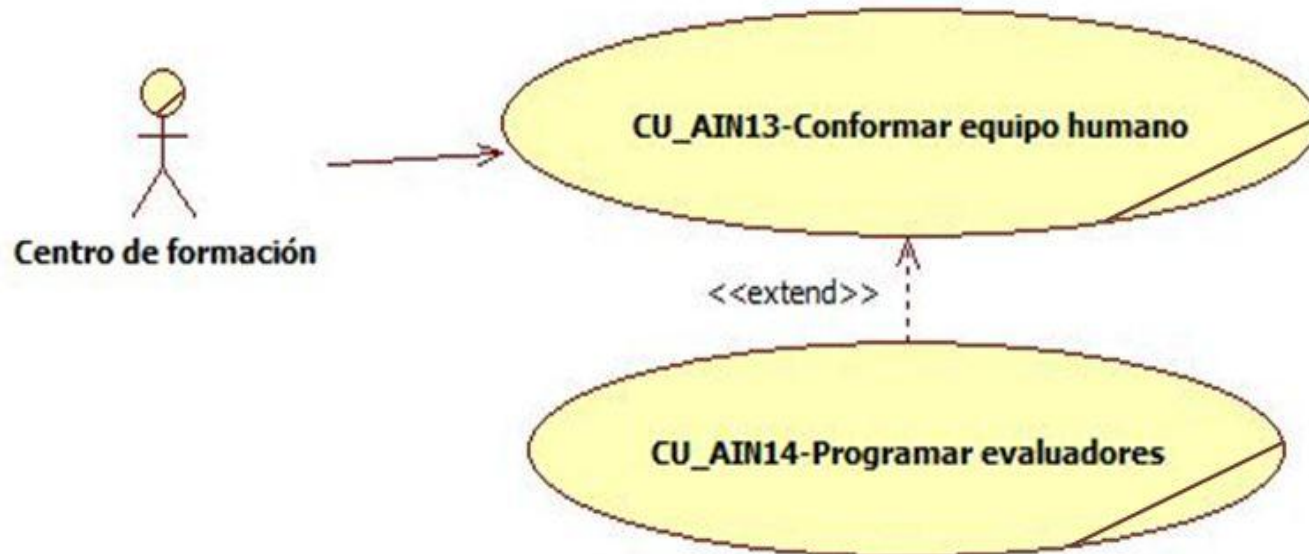 CU_AIN13-Conformar equipo humano
Centro de formación
<<extend>>
CU_AIN14-Programar evaluadores